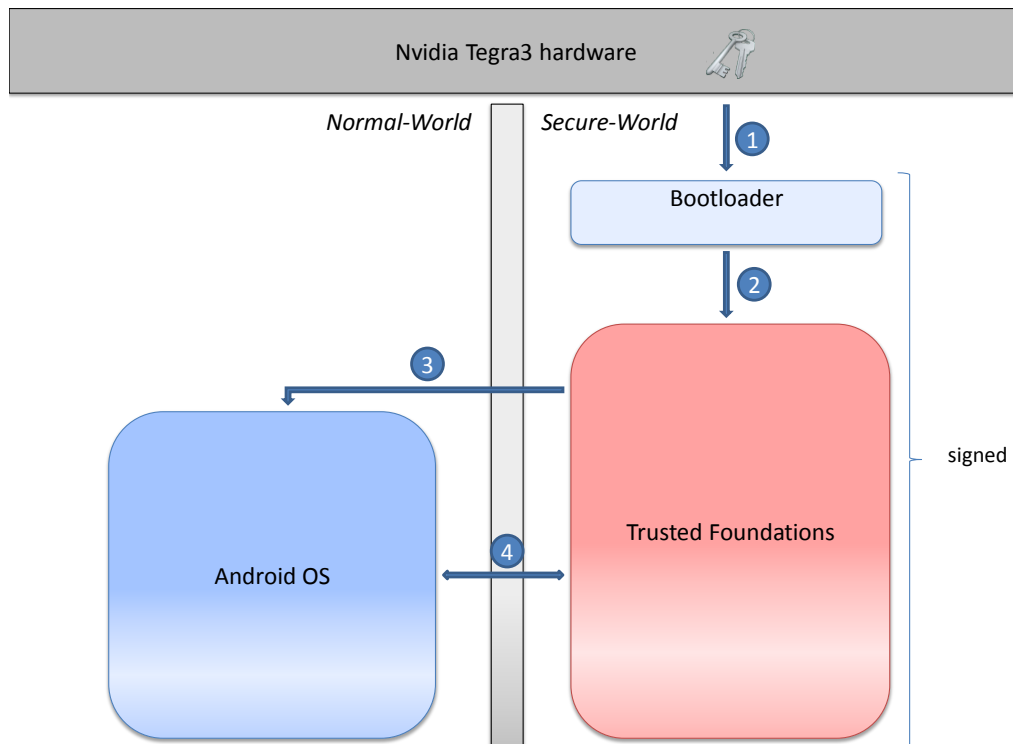 Nvidia Tegra3 hardware
Normal-World
Secure-World
1
Bootloader
2
3
signed
Trusted Foundations
4
Android OS